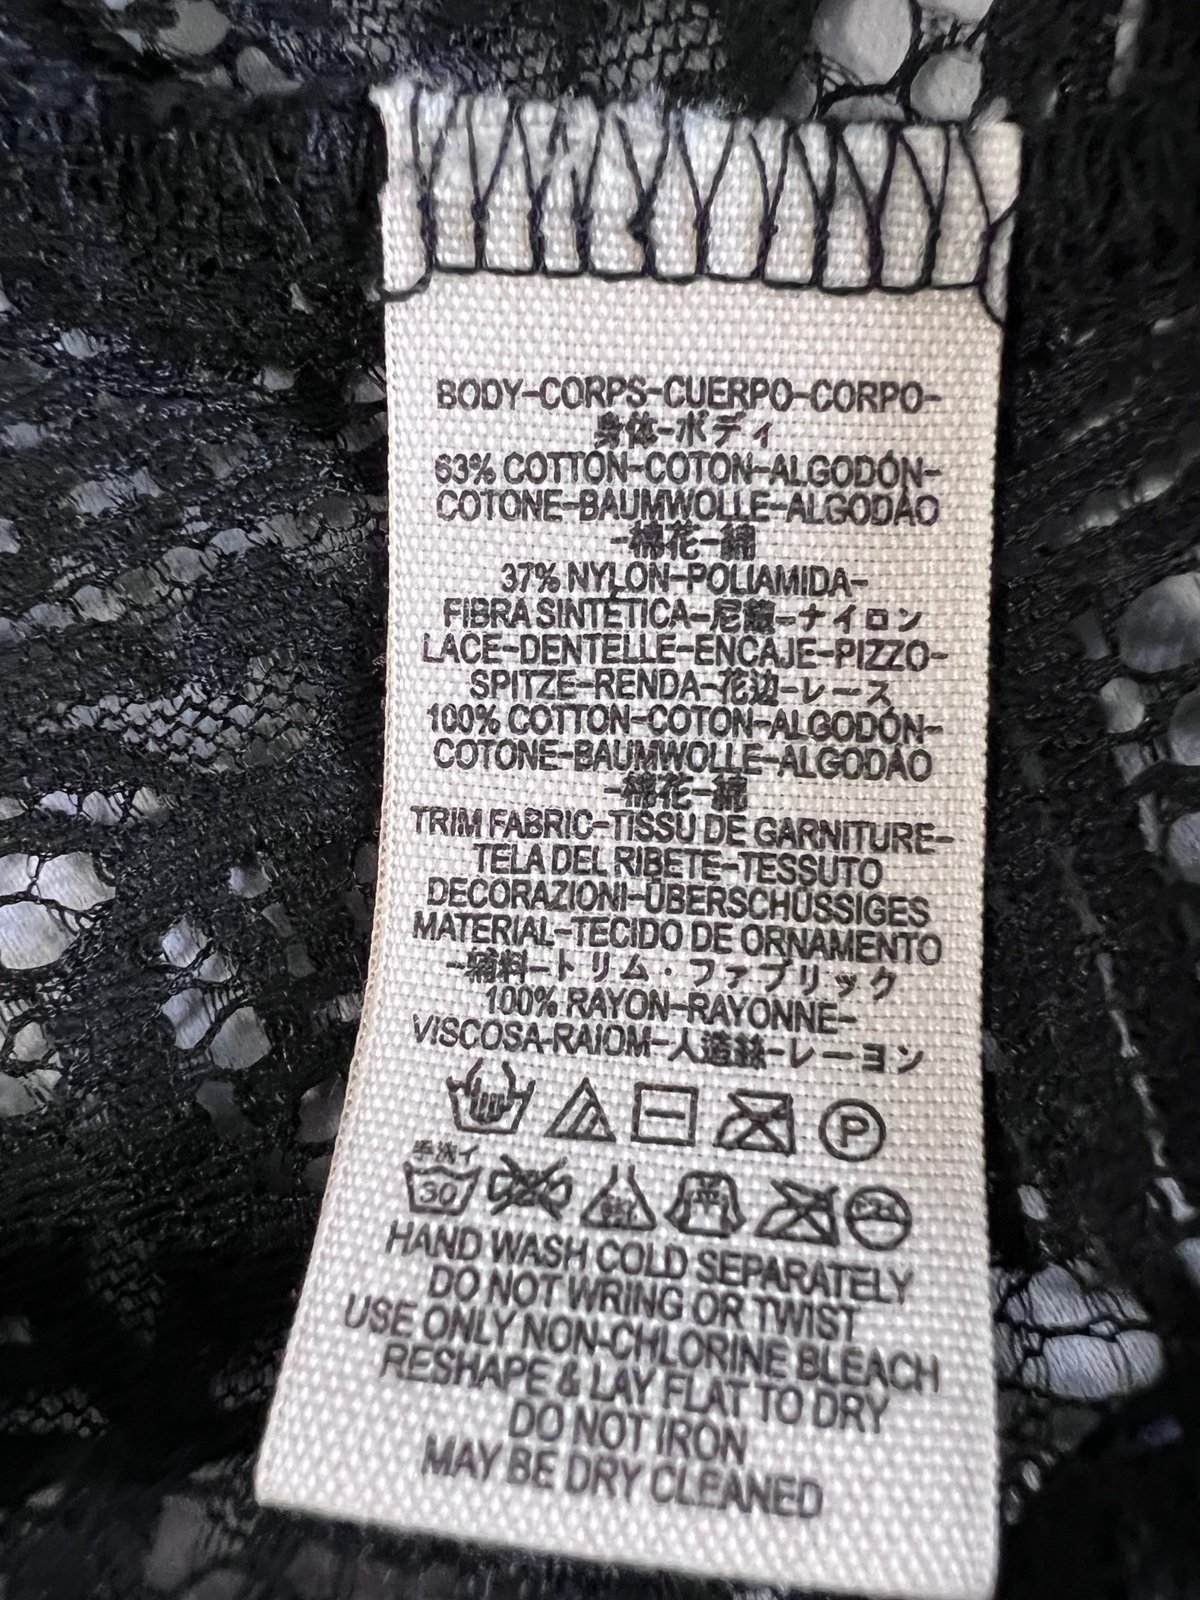 BODY-CORPS-CUERPO-CORPO-
身体-ボディ
63% COTTON-COTON-ALGODÓN-
COTONE-BAUMWOLLE-ALGODÃO
-棉花-綿
37% NYLON-POLIAMIDA-
FIBRA SINTÉTICA-尼龍-ナイロン
LACE-DENTELLE-ENCAJE-PIZZO-
SPITZE-RENDA-花边-レース
100% COTTON-COTON-ALGODÓN-
COTONE-BAUMWOLLE-ALGODÃO
-棉花-綿
TRIM FABRIC-TISSU DE GARNITURE-
TELA DEL RIBETE-TESSUTO
DECORAZIONI-ÜBERSCHÜSSIGES
MATERIAL-TECIDO DE ORNAMENTO
-輔料-トリム・ファブリック
100% RAYON-RAYONNE-
VISCOSA-RAIOM-人造絲-レーヨン
P
手洗イ
30
平
HAND WASH COLD SEPARATELY
DO NOT WRING OR TWIST
USE ONLY NON-CHLORINE BLEACH
RESHAPE & LAY FLAT TO DRY
DO NOT IRON
MAY BE DRY CLEANED